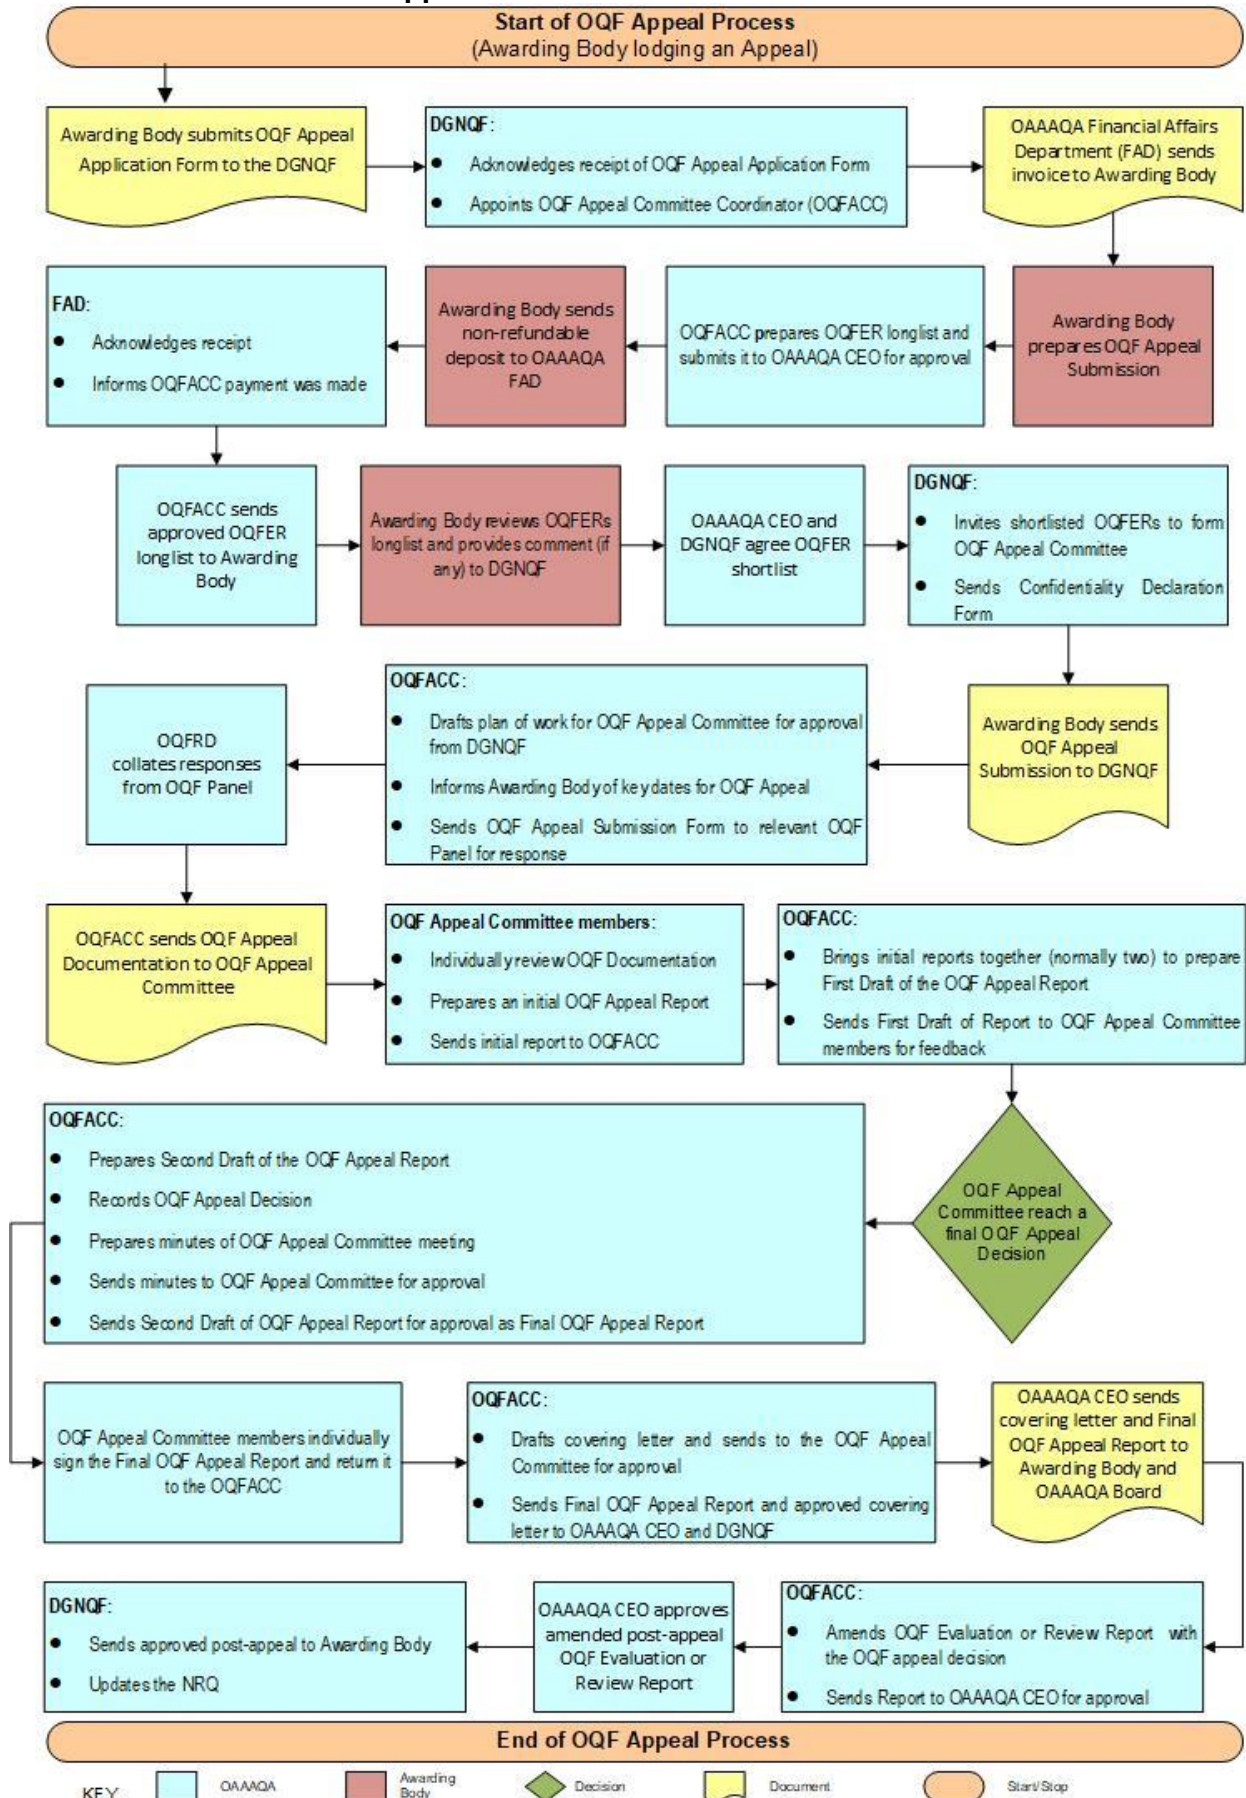 Start of OQF Appeal Process
(Awarding Body lodging an Appeal)
Awarding Body submits OQF Appeal
Application Form to the DGNQF
DGNQF:
● Acknowledges receipt of OQF Appeal Application Form
● Appoints OQF Appeal Committee Coordinator (OQFACC)
OAAAQA Financial Affairs
Department (FAD) sends
invoice to Awarding Body
FAD:
● Acknowledges receipt
● Informs OQFACC payment was made
Awarding Body sends
non-refundable
deposit to OAAAQA
FAD
OQFACC prepares OQFER longlist and
submits it to OAAAQA CEO for approval
Awarding Body
prepares OQF Appeal
Submission
OQFACC sends
approved OQFER
longlist to Awarding
Body
Awarding Body reviews OQFERs
longlist and provides comment (if
any) to DGNQF
OAAAQA CEO and
DGNQF agree OQFER
shortlist
DGNQF:
● Invites shortlisted OQFERs to form
OQF Appeal Committee
● Sends Confidentiality Declaration
Form
OQFRD
collates responses
from OQF Panel
OQFACC:
● Drafts plan of work for OQF Appeal Committee for approval
from DGNQF
● Informs Awarding Body of key dates for OQF Appeal
● Sends OQF Appeal Submission Form to relevant OQF
Panel for response
Awarding Body sends
OQF Appeal
Submission to DGNQF
OQFACC sends OQF Appeal
Documentation to OQF Appeal
Committee
OQF Appeal Committee members:
● Individually review OQF Documentation
● Prepares an initial OQF Appeal Report
● Sends initial report to OQFACC
OQFACC:
● Brings initial reports together (normally two) to prepare
First Draft of the OQF Appeal Report
● Sends First Draft of Report to OQF Appeal Committee
members for feedback
OQFACC:
● Prepares Second Draft of the OQF Appeal Report
● Records OQF Appeal Decision
● Prepares minutes of OQF Appeal Committee meeting
● Sends minutes to OQF Appeal Committee for approval
● Sends Second Draft of OQF Appeal Report for approval as Final OQF Appeal Report
OQF Appeal
Committee reach a
final OQF Appeal
Decision
OQF Appeal Committee members individually
sign the Final OQF Appeal Report and return it
to the OQFACC
OQFACC:
● Drafts covering letter and sends to the OQF Appeal
Committee for approval
● Sends Final OQF Appeal Report and approved covering
letter to OAAAQA CEO and DGNQF
OAAAQA CEO sends
covering letter and Final
OQF Appeal Report to
Awarding Body and
OAAAQA Board
DGNQF:
● Sends approved post-appeal to Awarding Body
● Updates the NRQ
OAAAQA CEO approves
amended post-appeal
OQF Evaluation or
Review Report
OQFACC:
● Amends OQF Evaluation or Review Report with
the OQF appeal decision
● Sends Report to OAAAQA CEO for approval
End of OQF Appeal Process
KEY
OAAAQA
Awarding
Body
Decision
Document
Start/Stop